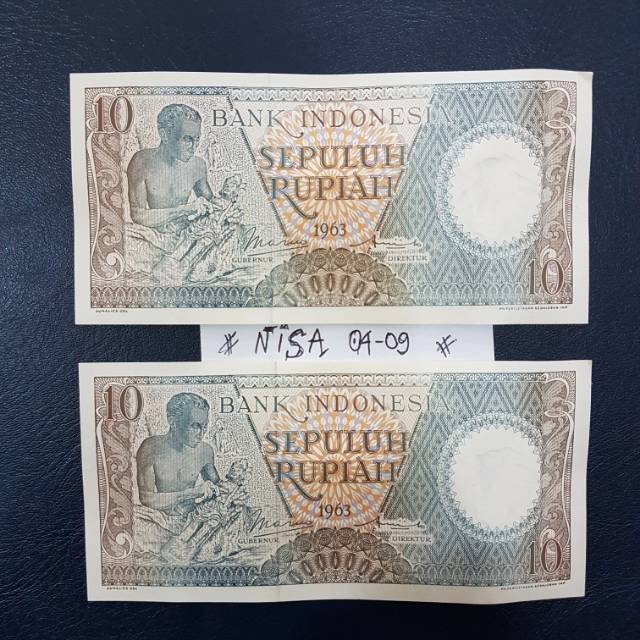 10
BANK INDONESIA
SEPULUH
RUPIAH
1963
GUBERNUR
DIREKTUR
10
# NISA 04-09 #
10
BANK INDONESIA
SEPULUH
RUPIAH
1963
GUBERNUR
DIREKTUR
10